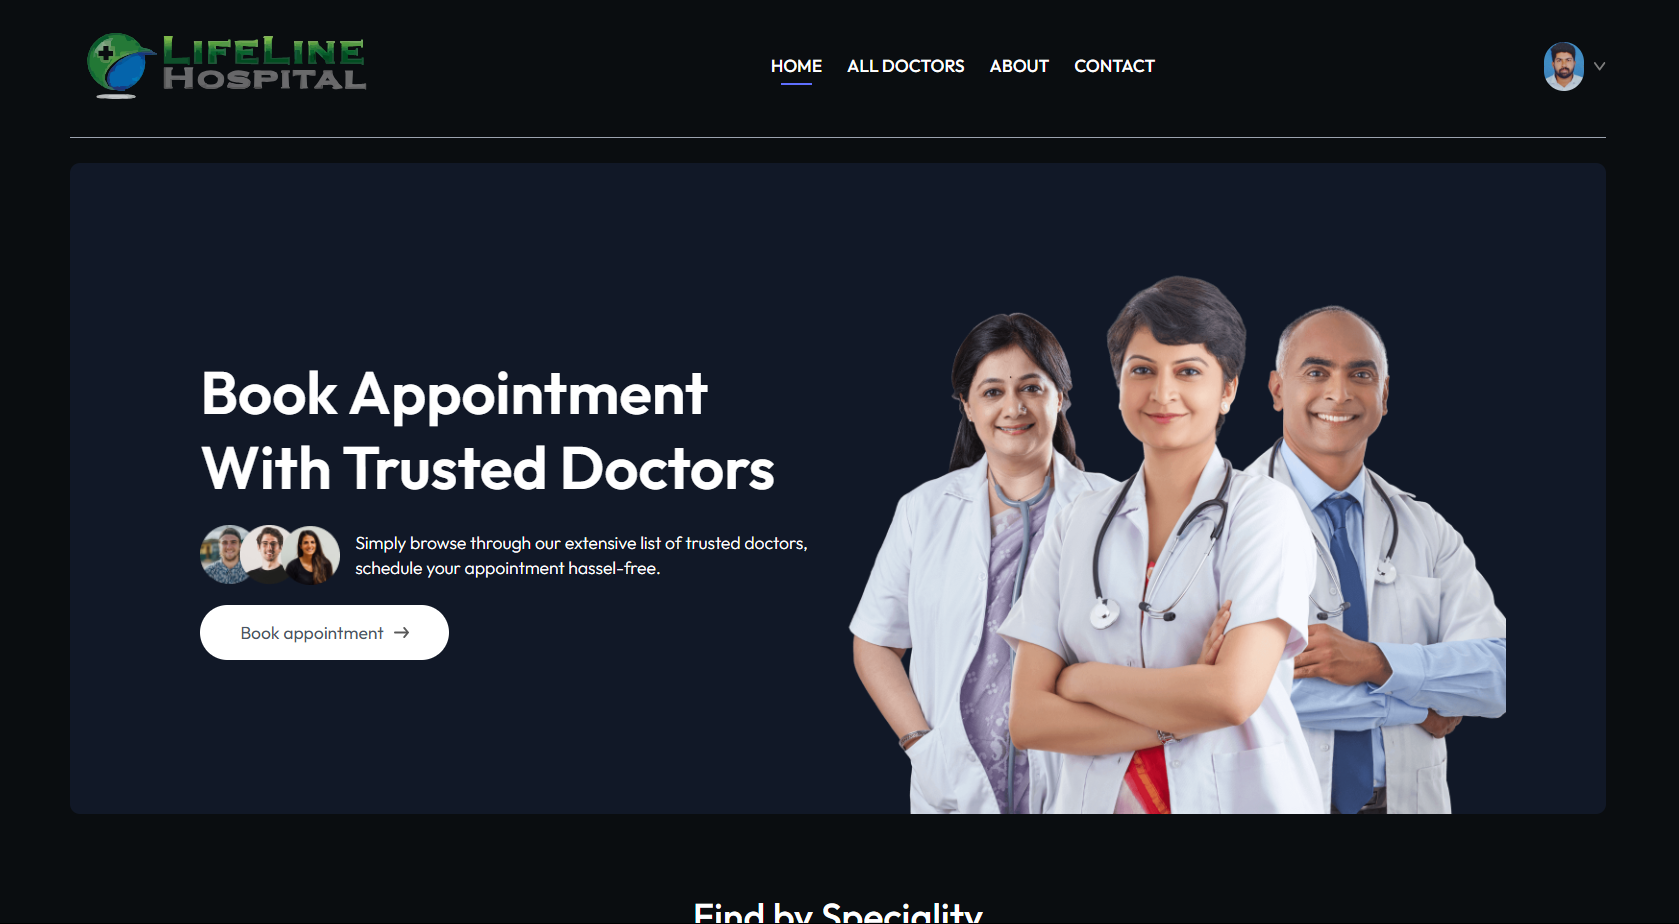 LIFELINE
HOSPITAL
HOME ALL DOCTORS ABOUT CONTACT
Book Appointment
With Trusted Doctors
Simply browse through our extensive list of trusted doctors,
schedule your appointment hassel-free.
Book appointment →
Find by Speciality